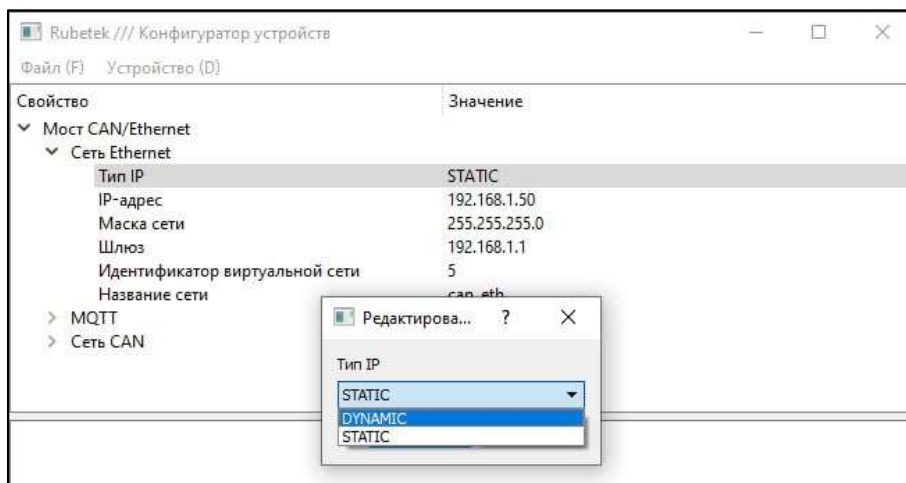 Rubetek /// Конфигуратор устройств
Файл (F) Устройство (D)
Свойство Значение
Мост CAN/Ethernet
Сеть Ethernet
Тип IP STATIC
IP-адрес 192.168.1.50
Маска сети 255.255.255.0
Шлюз 192.168.1.1
Идентификатор виртуальной сети 5
Название сети can_eth
MQTT
Сеть CAN
Редактирова... ?
Тип IP
STATIC
DYNAMIC
STATIC